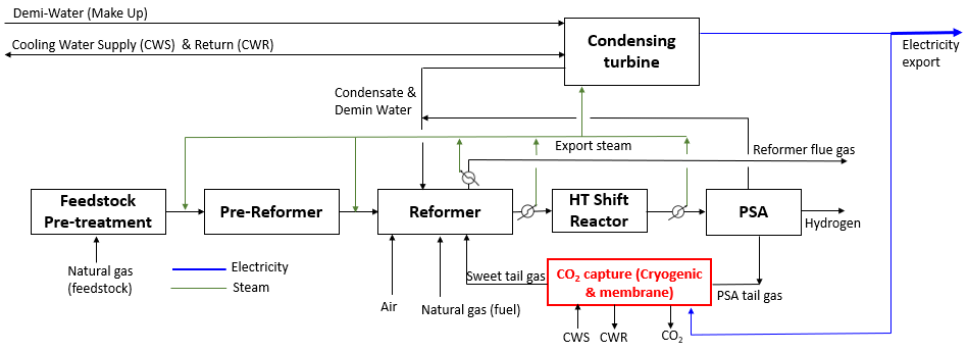 Demi-Water (Make Up)
Cooling Water Supply (CWS) & Return (CWR)
Condensing
turbine
Electricity
export
Condensate &
Demin Water
Export steam
Reformer flue gas
Feedstock
Pre-treatment
Pre-Reformer
Reformer
HT Shift
Reactor
PSA
Hydrogen
Natural gas
(feedstock)
Electricity
Steam
Air
Natural gas (fuel)
Sweet tail gas
CO₂ capture (Cryogenic
& membrane)
PSA tail gas
CWS
CWR
CO₂